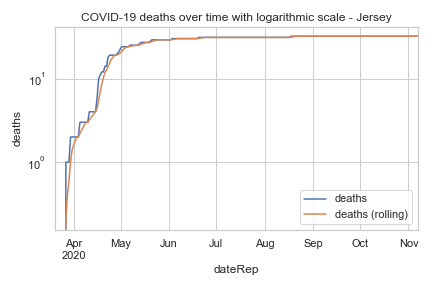 COVID-19 deaths over time with logarithmic scale - Jersey
deaths
10¹
10⁰
deaths
deaths (rolling)
Apr
2020
May
Jun
Jul
Aug
Sep
Oct
Nov
dateRep